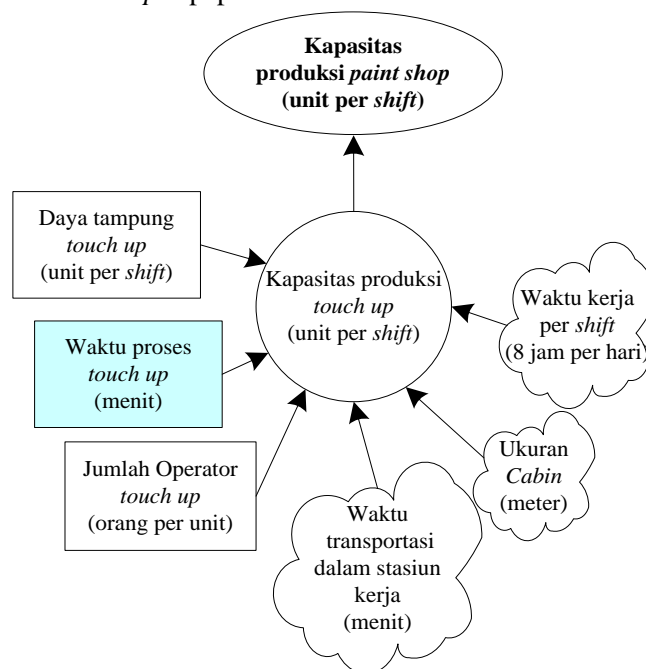 Kapasitas
produksi paint shop
(unit per shift)
Daya tampung
touch up
(unit per shift)
Kapasitas produksi
touch up
(unit per shift)
Waktu kerja
per shift
(8 jam per hari)
Waktu proses
touch up
(menit)
Jumlah Operator
touch up
(orang per unit)
Ukuran
Cabin
(meter)
Waktu
transportasi
dalam stasiun
kerja
(menit)